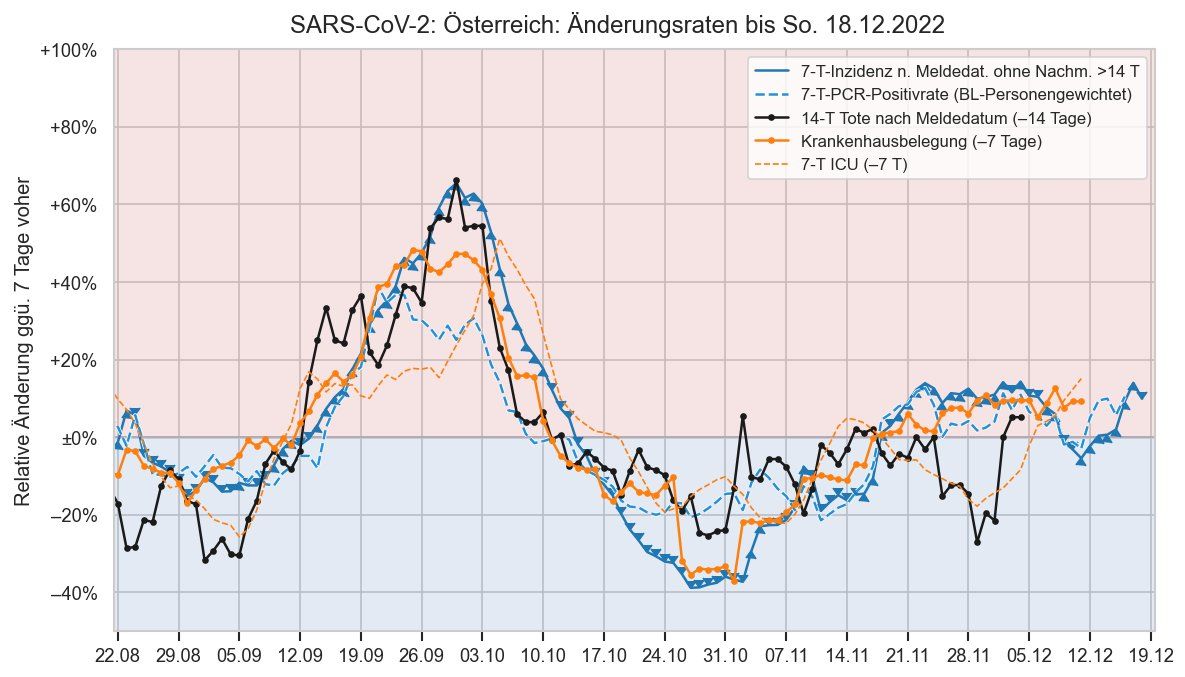 SARS-CoV-2: Österreich: Änderungsraten bis So. 18.12.2022
Relative Änderung ggü. 7 Tage voher
+100%
+80%
+60%
+40%
+20%
±0%
–20%
–40%
7-T-Inzidenz n. Meldedat. ohne Nachm. >14 T
7-T-PCR-Positivrate (BL-Personengewichtet)
14-T Tote nach Meldedatum (–14 Tage)
Krankenhausbelegung (–7 Tage)
7-T ICU (–7 T)
22.08 29.08 05.09 12.09 19.09 26.09 03.10 10.10 17.10 24.10 31.10 07.11 14.11 21.11 28.11 05.12 12.12 19.12